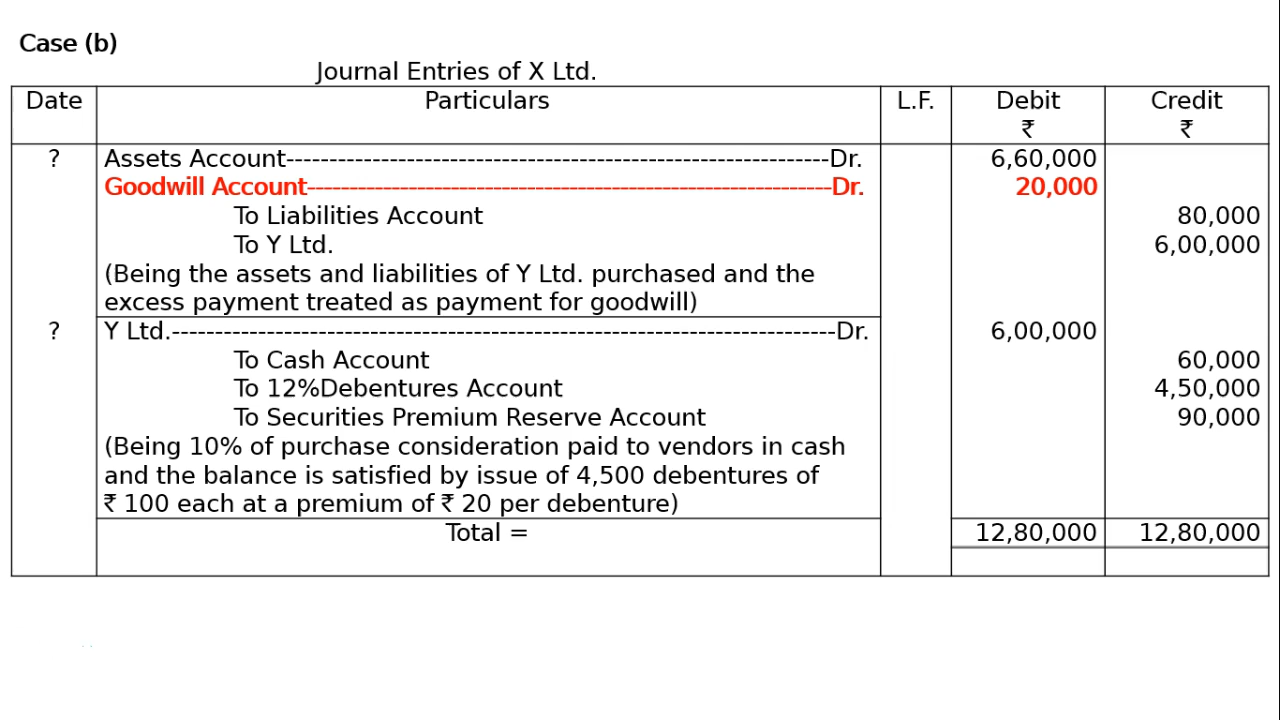 Case (b)
Journal Entries of X Ltd.
Date Particulars L.F. Debit Credit
₹ ₹
? Assets Account---------------------------------------------------------------Dr. 6,60,000
Goodwill Account-------------------------------------------------------------Dr. 20,000
To Liabilities Account 80,000
To Y Ltd. 6,00,000
(Being the assets and liabilities of Y Ltd. purchased and the
excess payment treated as payment for goodwill)
? Y Ltd.-----------------------------------------------------------------------------Dr. 6,00,000
To Cash Account 60,000
To 12%Debentures Account 4,50,000
To Securities Premium Reserve Account 90,000
(Being 10% of purchase consideration paid to vendors in cash
and the balance is satisfied by issue of 4,500 debentures of
₹ 100 each at a premium of ₹ 20 per debenture)
Total = 12,80,000 12,80,000